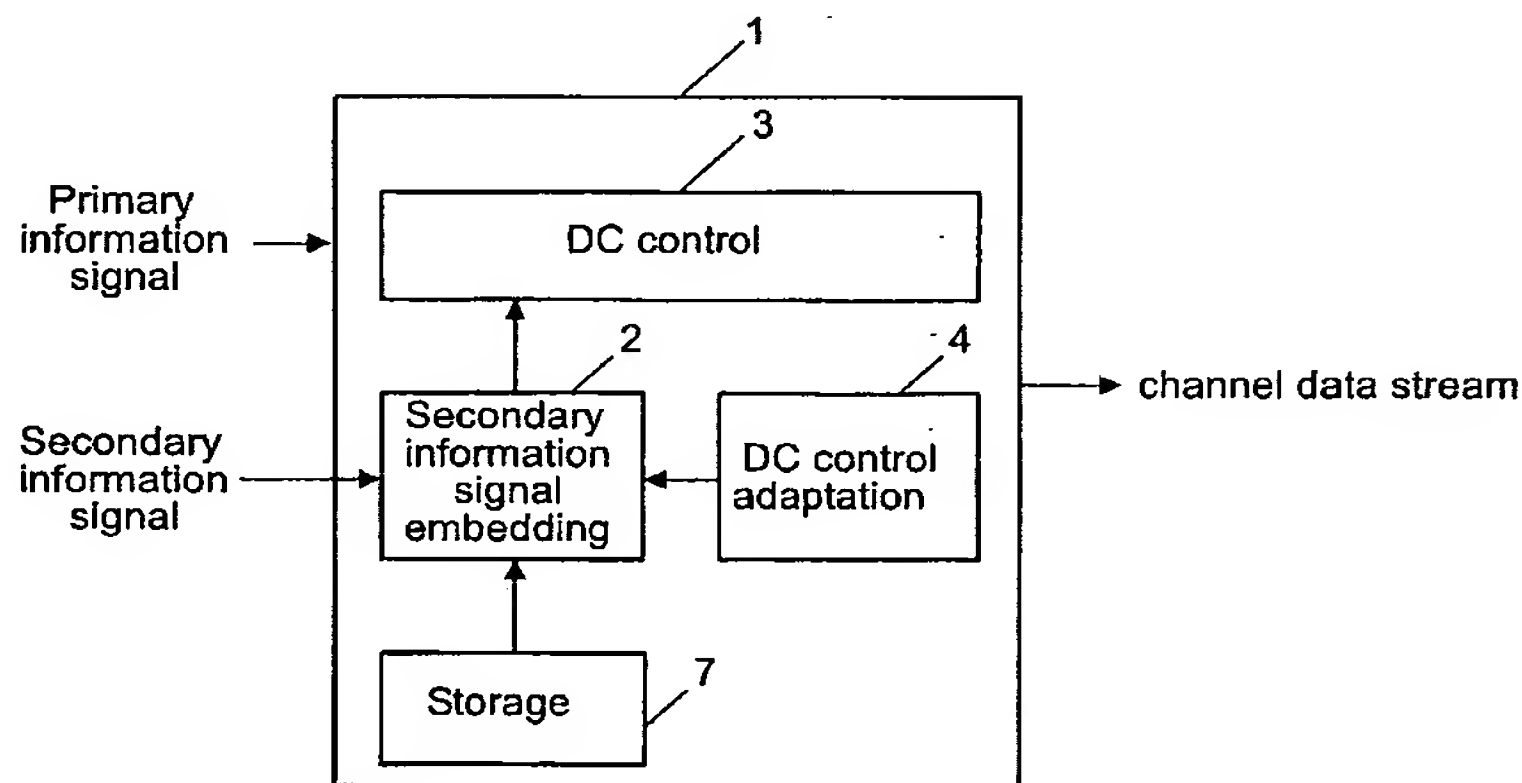 1
3
Primary
information
signal
DC control
2
4
Secondary
information
signal
embedding
DC control
adaptation
channel data stream
Secondary
information
signal
Storage
7